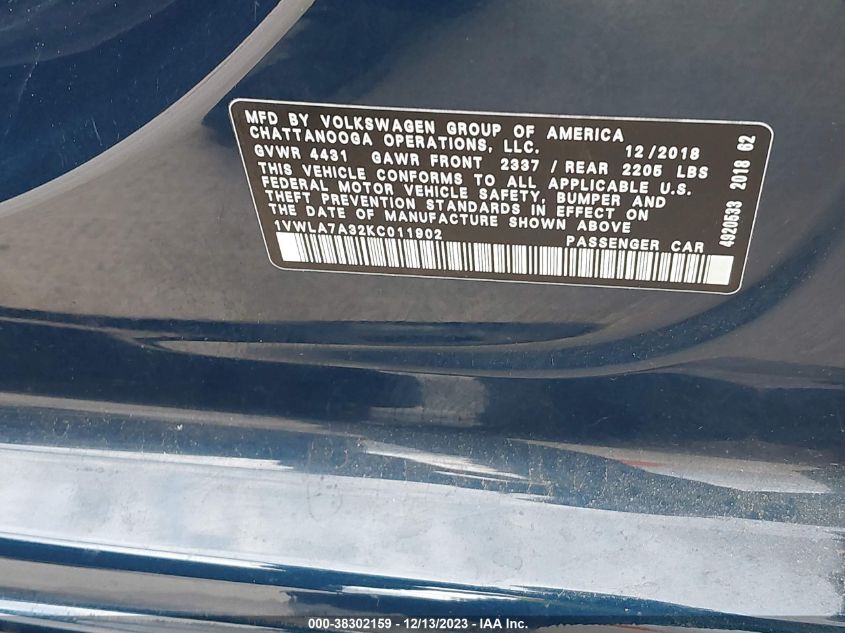 MFD BY VOLKSWAGEN GROUP OF AMERICA
CHATTANOOGA OPERATIONS, LLC. 12/2018
GVWR 4431 GAWR FRONT 2337 / REAR 2205 LBS
THIS VEHICLE CONFORMS TO ALL APPLICABLE U.S.
FEDERAL MOTOR VEHICLE SAFETY, BUMPER AND
THEFT PREVENTION STANDARDS IN EFFECT ON
THE DATE OF MANUFACTURE SHOWN ABOVE
1VWLA7A32KC011902 PASSENGER CAR
4920533 2018 62
000-38302159 - 12/13/2023 - IAA Inc.